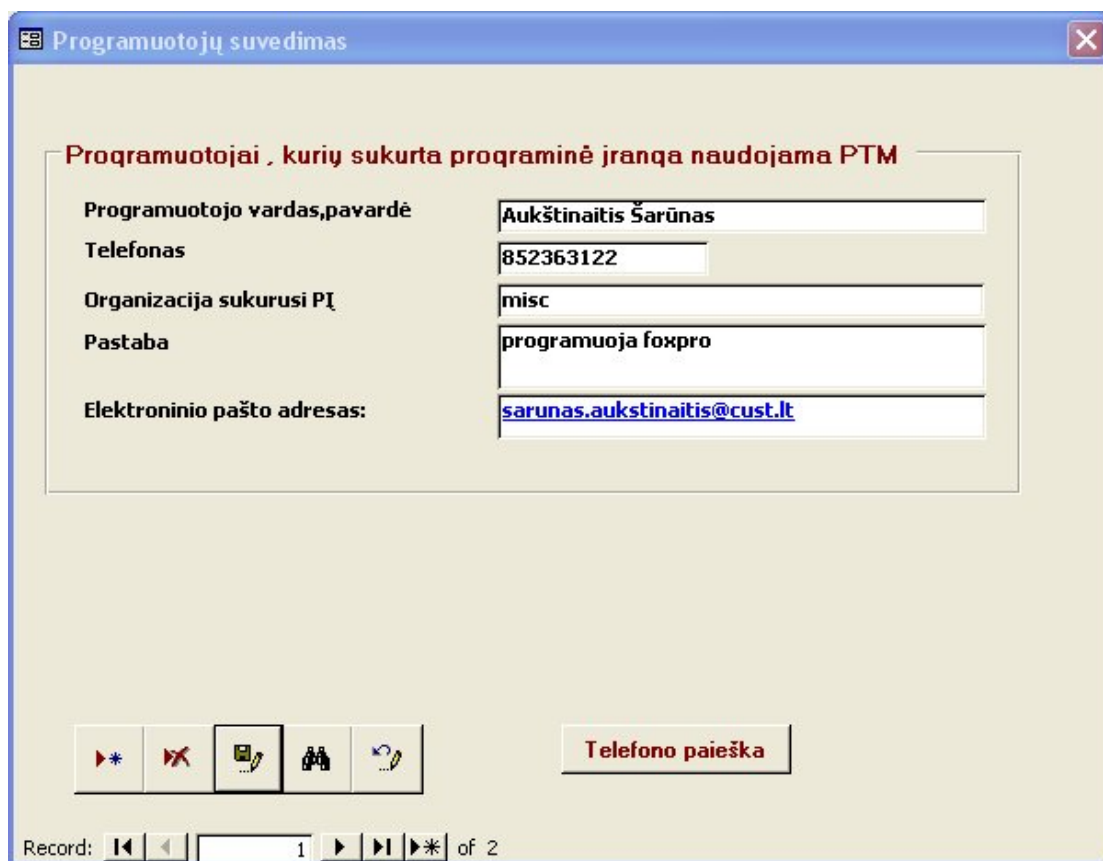 Programuotojų suvedimas
Programuotojai , kurių sukurta programinė įranga naudojama PTM
Programuotojo vardas,pavardė
Aukštinaitis Šarūnas
Telefonas
852363122
Organizacija sukurusi PĮ
misc
Pastaba
programuoja foxpro
Elektroninio pašto adresas:
sarunas.aukstinaitis@cust.lt
Telefono paieška
Record: 1 of 2